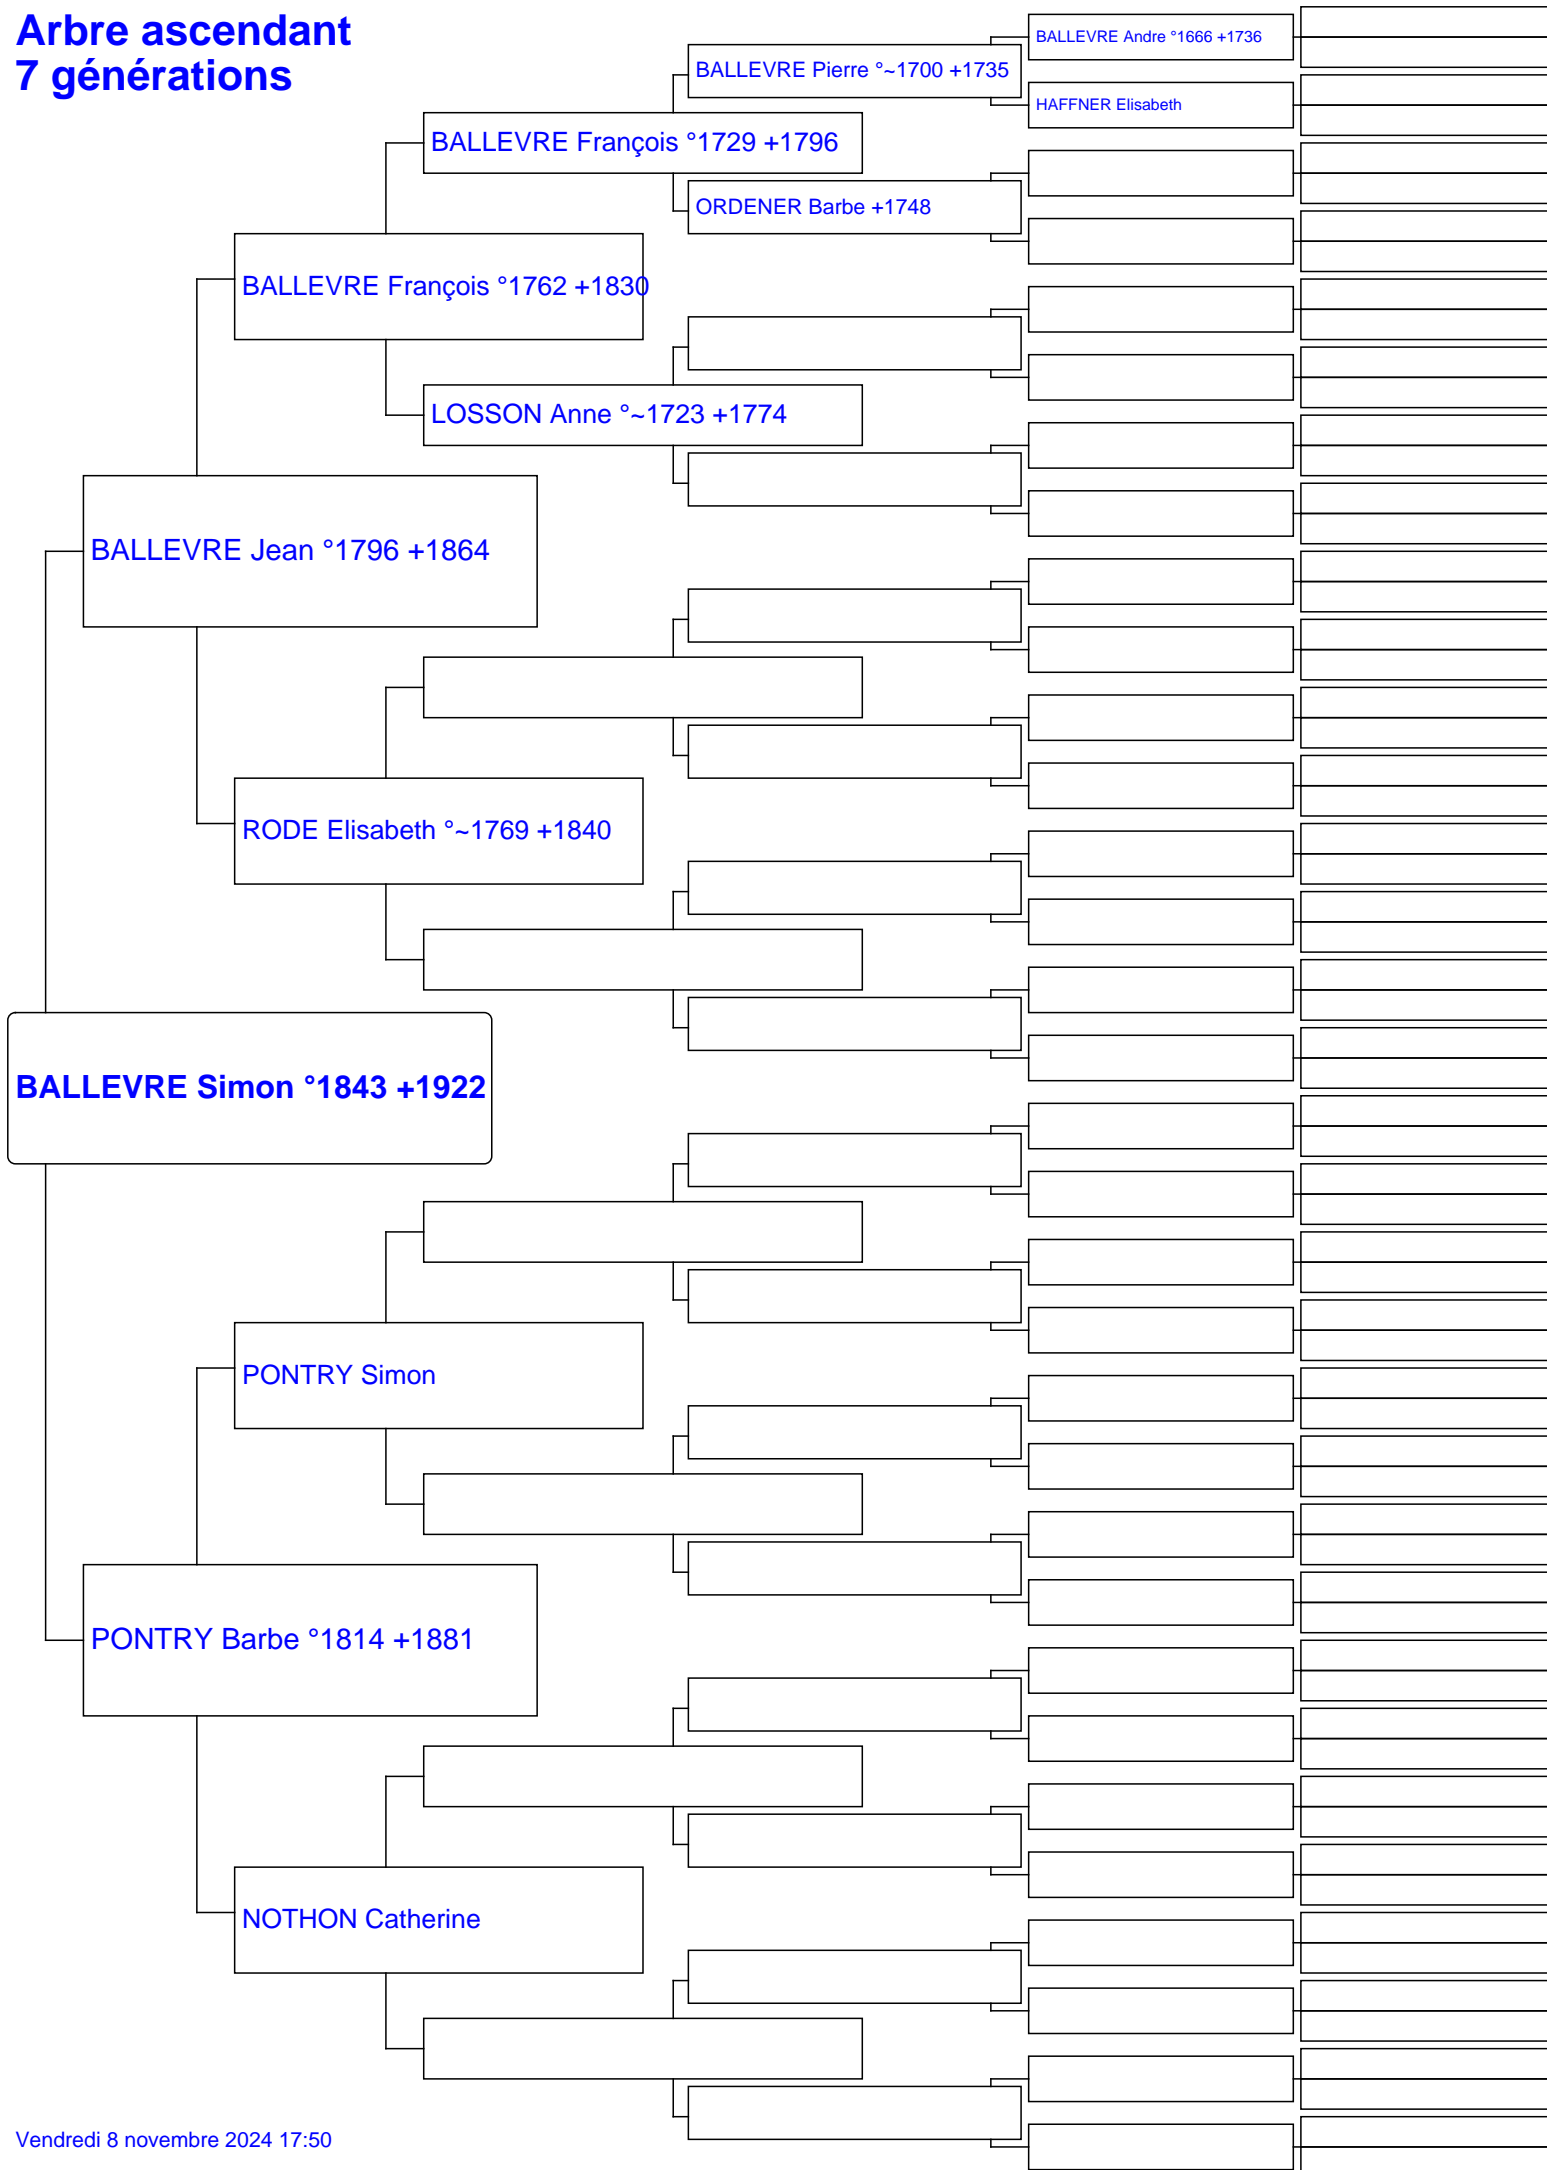 Arbre ascendant
7 générations
BALLEVRE Andre °1666 +1736
BALLEVRE Pierre °~1700 +1735
HAFFNER Elisabeth
BALLEVRE François °1729 +1796
ORDENER Barbe +1748
BALLEVRE François °1762 +1830
LOSSON Anne °~1723 +1774
BALLEVRE Jean °1796 +1864
RODE Elisabeth °~1769 +1840
BALLEVRE Simon °1843 +1922
PONTRY Simon
PONTRY Barbe °1814 +1881
NOTHON Catherine
Vendredi 8 novembre 2024 17:50